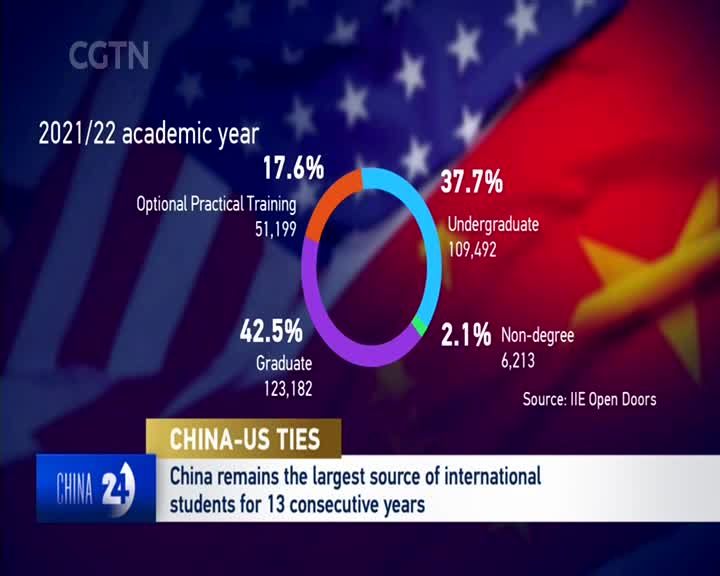 CGTN
2021/22 academic year
17.6%
Optional Practical Training
51,199
37.7%
Undergraduate
109,492
42.5%
Graduate
123,182
2.1%
Non-degree
6,213
Source: IIE Open Doors
CHINA-US TIES
CHINA 24
China remains the largest source of international
students for 13 consecutive years